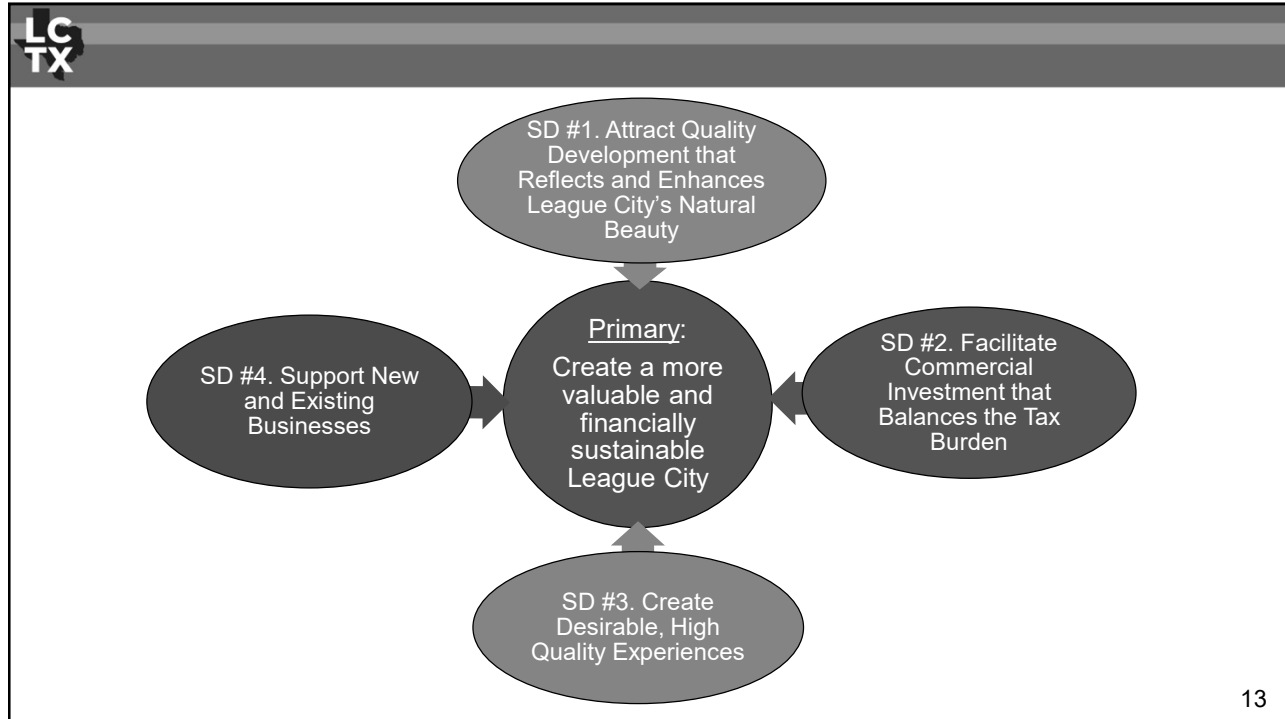 LC
TX
SD #1. Attract Quality
Development that
Reflects and Enhances
League City’s Natural
Beauty
Primary:
Create a more
valuable and
financially
sustainable
League City
SD #2. Facilitate
Commercial
Investment that
Balances the Tax
Burden
SD #4. Support New
and Existing
Businesses
SD #3. Create
Desirable, High
Quality Experiences
13